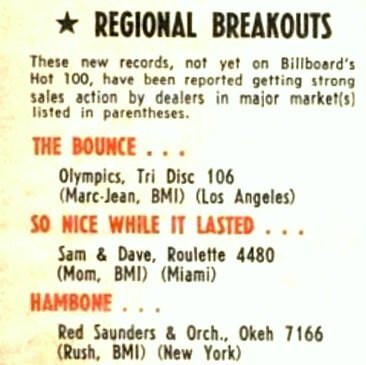 ★ REGIONAL BREAKOUTS
These new records, not yet on Billboard's
Hot 100, have been reported getting strong
sales action by dealers in major market(s)
listed in parentheses.
THE BOUNCE . . .
Olympics, Tri Disc 106
(Marc-Jean, BMI) (Los Angeles)
SO NICE WHILE IT LASTED . . .
Sam & Dave, Roulette 4480
(Mom, BMI) (Miami)
HAMBONE . . .
Red Saunders & Orch., Okeh 7166
(Rush, BMI) (New York)